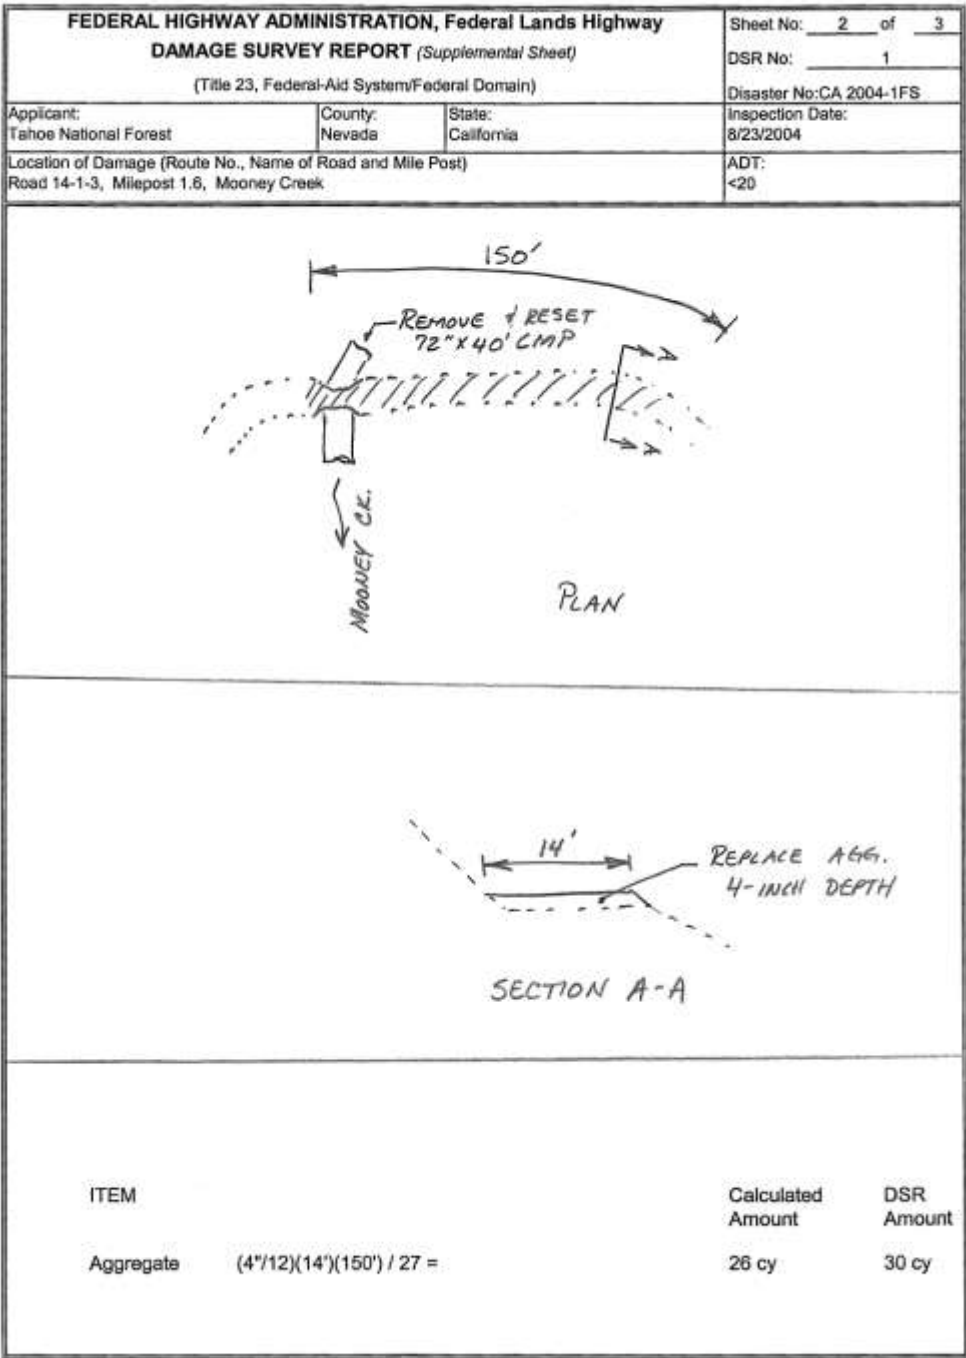 FEDERAL HIGHWAY ADMINISTRATION, Federal Lands Highway
DAMAGE SURVEY REPORT (Supplemental Sheet)
(Title 23, Federal-Aid System/Federal Domain)
Sheet No: 2 of 3
DSR No: 1
Disaster No:CA 2004-1FS
Applicant:
Tahoe National Forest
County:
Nevada
State:
California
Inspection Date:
8/23/2004
Location of Damage (Route No., Name of Road and Mile Post)
Road 14-1-3, Milepost 1.6, Mooney Creek
ADT:
<20
150'
REMOVE & RESET
72"X40' CMP
MOONEY CK.
PLAN
14'
REPLACE AGG.
4-INCH DEPTH
SECTION A-A
ITEM
Calculated
Amount
DSR
Amount
Aggregate (4"/12)(14')(150') / 27 = 26 cy 30 cy